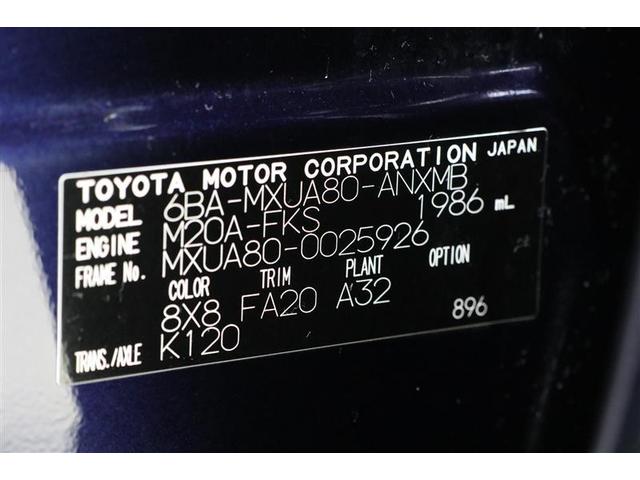 TOYOTA MOTOR CORPORATION JAPAN
MODEL 6BA-MXUA80-ANXMB
ENGINE M20A-FKS 1986 mL
FRAME No. MXUA80-0025926
COLOR TRIM PLANT OPTION
8X8 FA20 A32
896
TRANS./AXLE K120